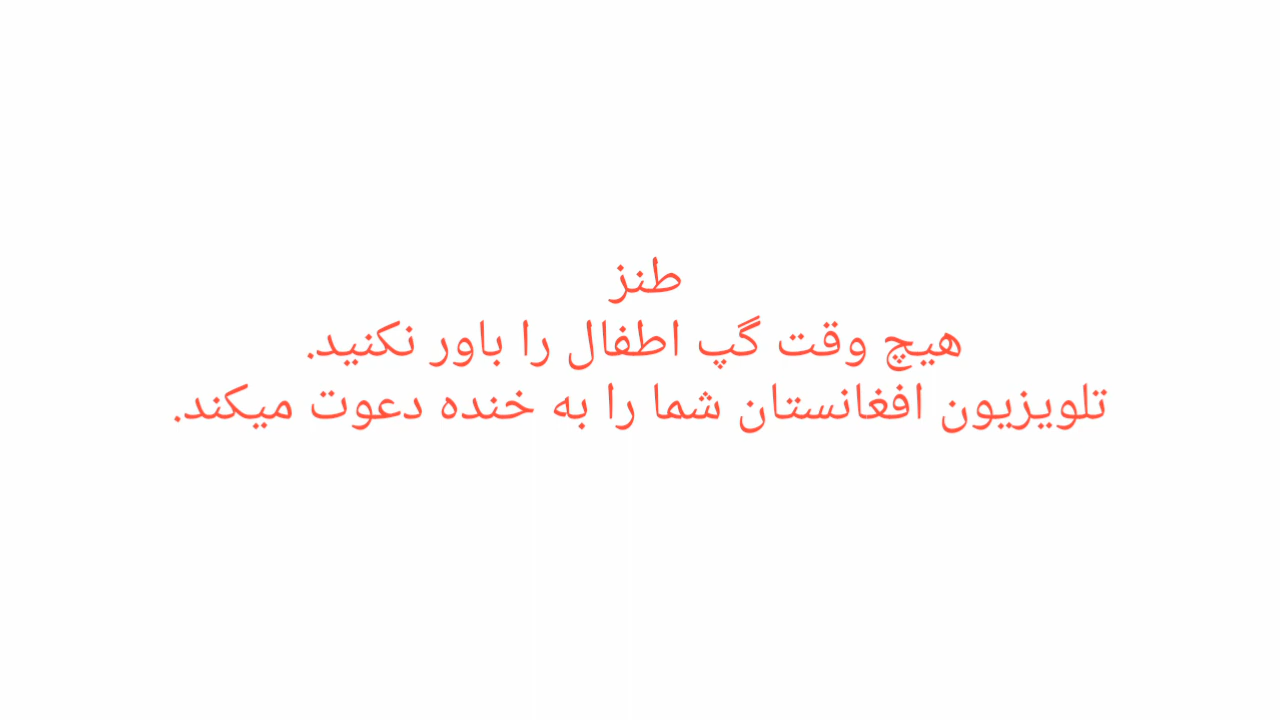 طنز
هیچ وقت گپ اطفال را باور نکنید.
تلویزیون افغانستان شما را به خنده دعوت میکند.